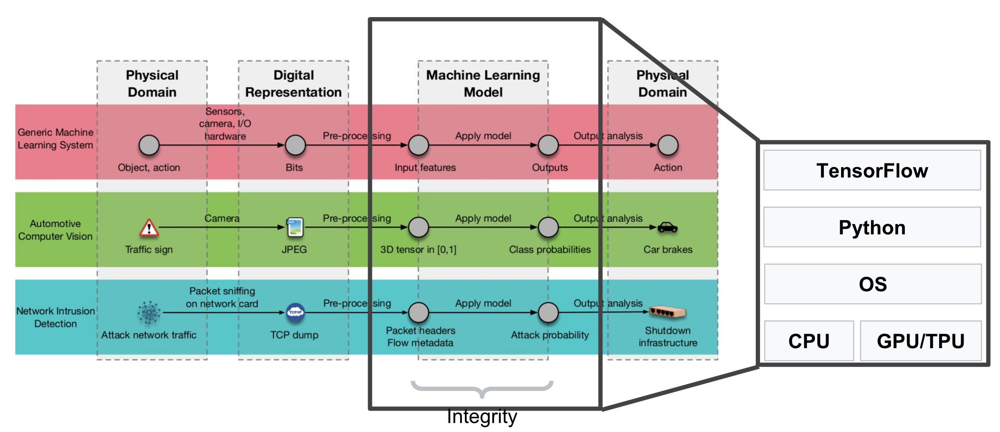 Physical
Domain
Digital
Representation
Machine Learning
Model
Physical
Domain
Generic Machine
Learning System
Sensors,
camera, I/O
hardware
Pre-processing
Apply model
Output analysis
Object, action
Bits
Input features
Outputs
Action
Automotive
Computer Vision
Camera
Pre-processing
Apply model
Output analysis
Traffic sign
JPEG
3D tensor in [0,1]
Class probabilities
Car brakes
Network Intrusion
Detection
Packet sniffing
on network card
Pre-processing
Apply model
Output analysis
TCP/IP
Attack network traffic
TCP dump
Packet headers
Flow metadata
Attack probability
Shutdown
infrastructure
Integrity
TensorFlow
Python
OS
CPU
GPU/TPU